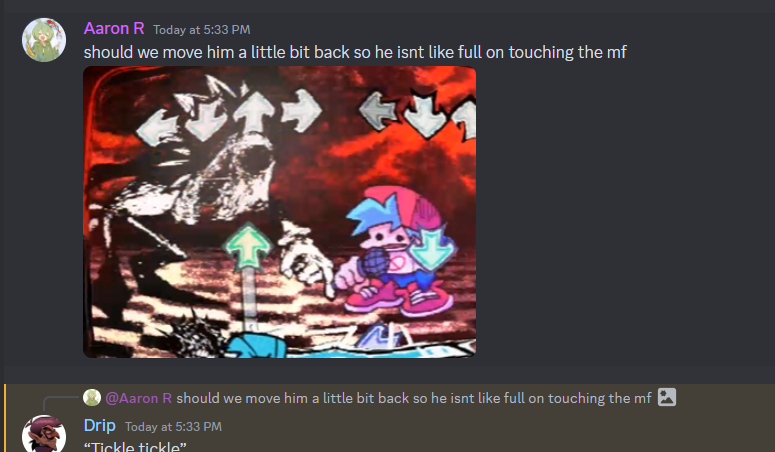 Aaron R Today at 5:33 PM
should we move him a little bit back so he isnt like full on touching the mf
@Aaron R should we move him a little bit back so he isnt like full on touching the mf
Drip Today at 5:33 PM
“Tickle tickle”